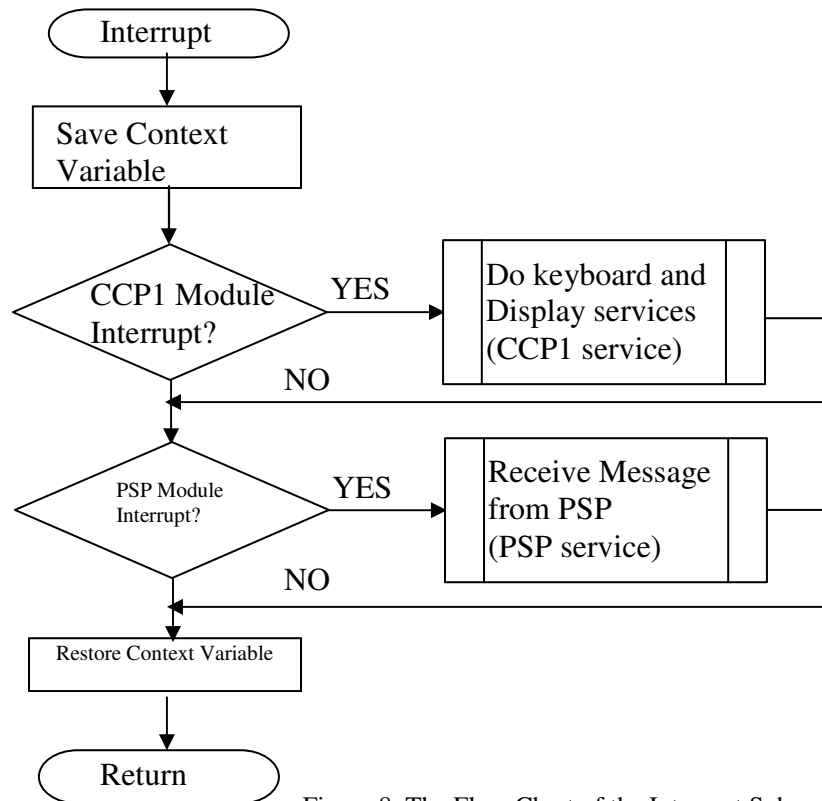 Interrupt
Save Context
Variable
CCP1 Module
Interrupt?
YES
Do keyboard and
Display services
(CCP1 service)
NO
PSP Module
Interrupt?
YES
Receive Message
from PSP
(PSP service)
NO
Restore Context Variable
Return
Figure 8. The Flow Chart of the Interrupt